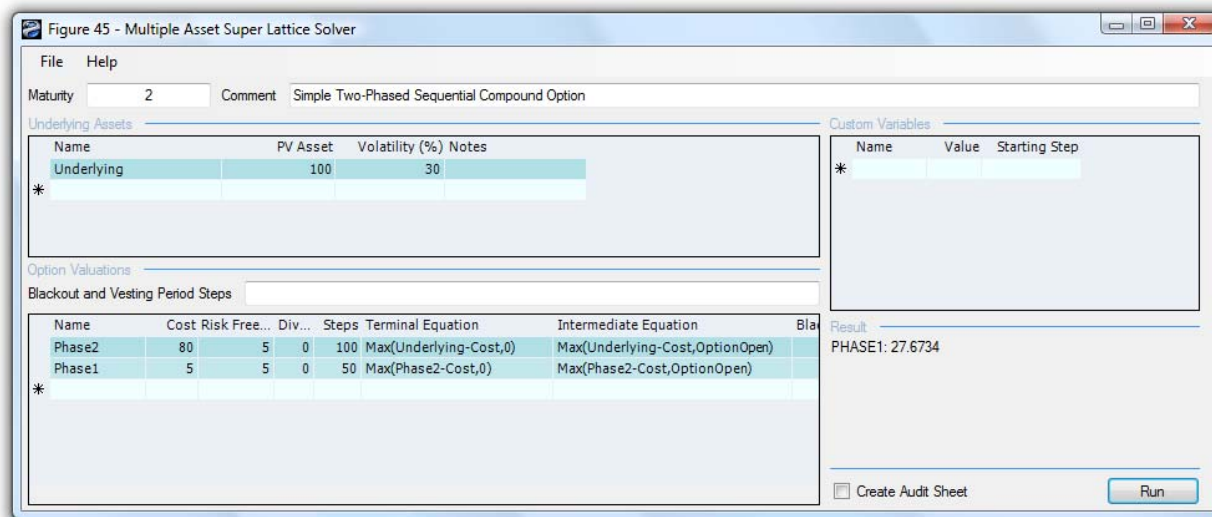 Figure 45 - Multiple Asset Super Lattice Solver
File Help
Maturity 2 Comment Simple Two-Phased Sequential Compound Option
Underlying Assets
Name PV Asset Volatility (%) Notes
Underlying 100 30
*
Custom Variables
Name Value Starting Step
*
Option Valuations
Blackout and Vesting Period Steps
Name Cost Risk Free... Div... Steps Terminal Equation Intermediate Equation Bla
Phase2 80 5 0 100 Max(Underlying-Cost,0) Max(Underlying-Cost,OptionOpen)
Phase1 5 5 0 50 Max(Phase2-Cost,0) Max(Phase2-Cost,OptionOpen)
*
Result
PHASE1: 27.6734
Create Audit Sheet Run